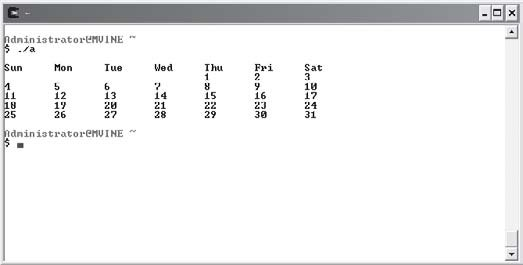 ~
Administrator@MVINE ~
$ ./a
Sun Mon Tue Wed Thu Fri Sat
1 2 3
4 5 6 7 8 9 10
11 12 13 14 15 16 17
18 19 20 21 22 23 24
25 26 27 28 29 30 31
Administrator@MVINE ~
$